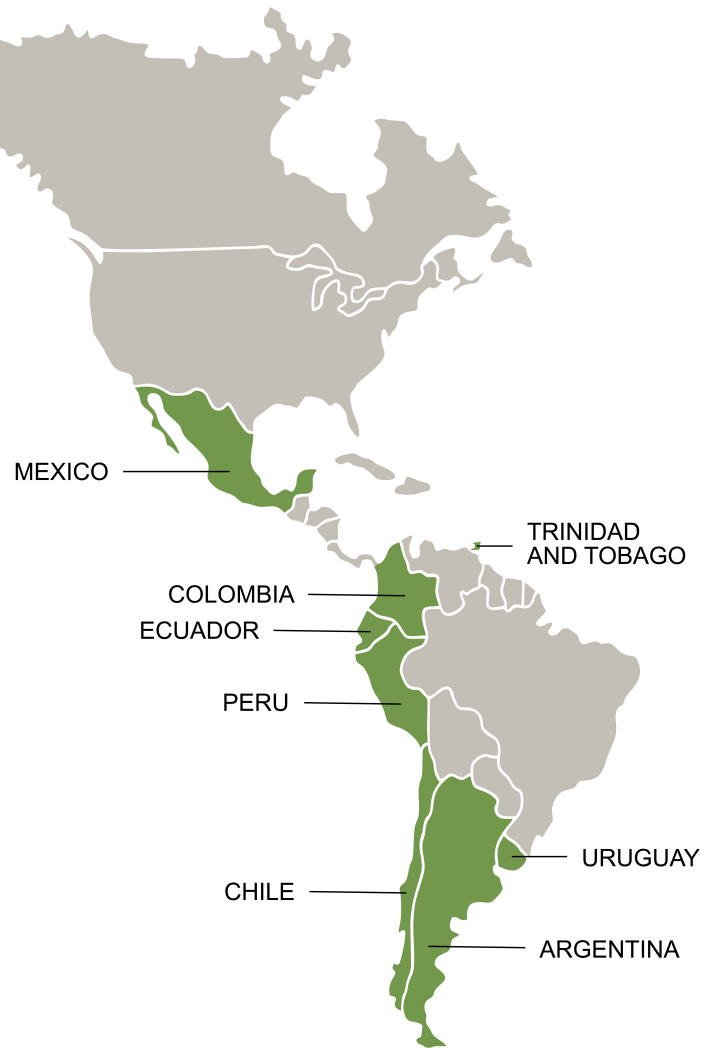 MEXICO
TRINIDAD
AND TOBAGO
COLOMBIA
ECUADOR
PERU
URUGUAY
CHILE
ARGENTINA